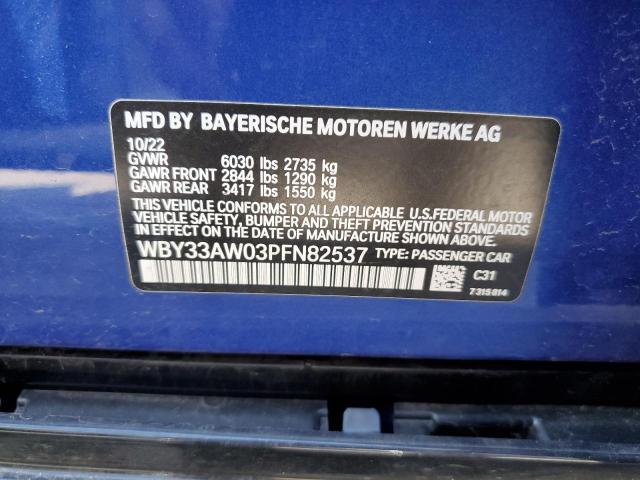 MFD BY BAYERISCHE MOTOREN WERKE AG
10/22
GVWR 6030 lbs 2735 kg
GAWR FRONT 2844 lbs 1290 kg
GAWR REAR 3417 lbs 1550 kg
THIS VEHICLE CONFORMS TO ALL APPLICABLE U.S.FEDERAL MOTOR
VEHICLE SAFETY, BUMPER AND THEFT PREVENTION STANDARDS
IN EFFECT ON THE DATE OF MANUFACTURE SHOWN ABOVE.
WBY33AW03PFN82537 TYPE: PASSENGER CAR
C31
7315814